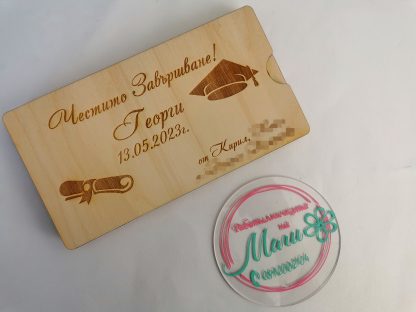 Честито Завършване!
Георги
13.05.2023г.
от Кирил,
Работилничката
на
Маги